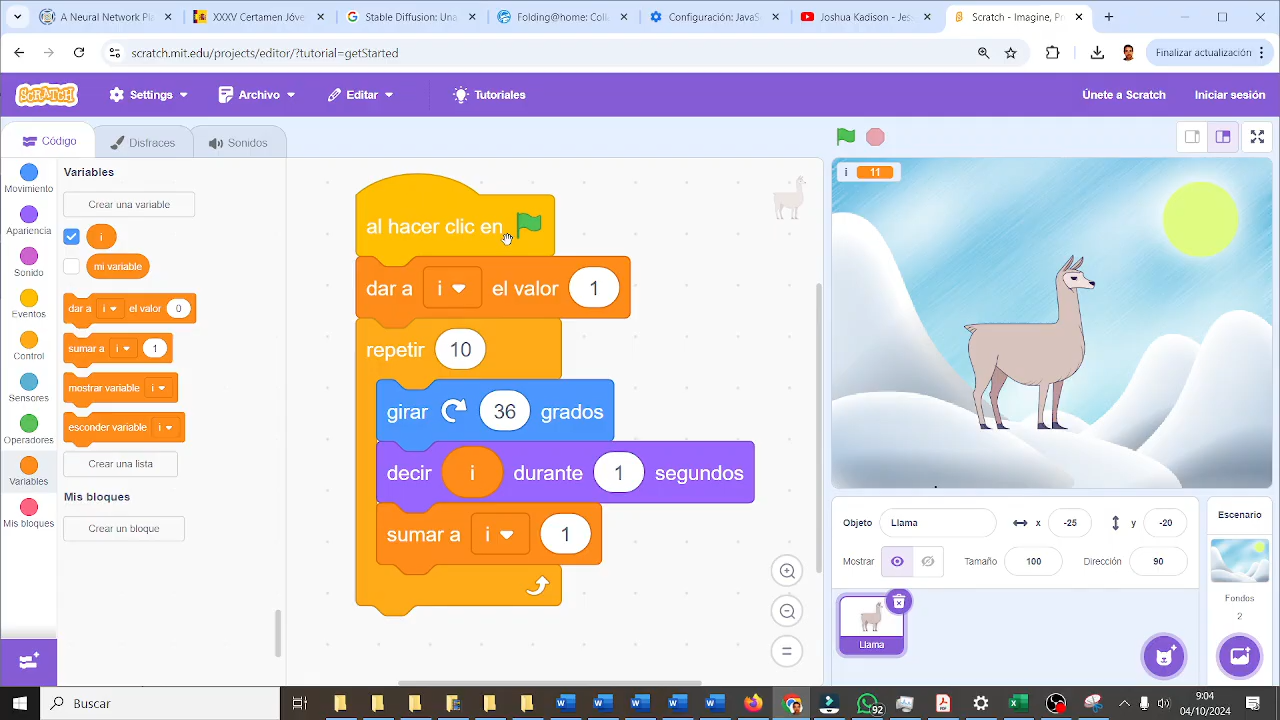 A Network of Pr
XXXV Certamen Jóve
Stable Diffusion: Una
Folding@home: Cola
Configuración: JavaS
Joshua Kadison - Jes
Scratch - Imagine, Pr
scratch.mit.edu/projects/editor/?tutorial=getStarted
Finalizar actualización
SCRATCH
Settings
Archivo
Editar
Tutoriales
Únete a Scratch
Iniciar sesión
Código
Disfraces
Sonidos
Movimiento
Apariencia
Sonido
Eventos
Control
Sensores
Operadores
Variables
Mis bloques
Variables
Crear una variable
i
mi variable
dar a i el valor 0
sumar a i 1
mostrar variable i
esconder variable i
Crear una lista
Mis bloques
Crear un bloque
al hacer clic en
dar a i el valor 1
repetir 10
girar 36 grados
decir i durante 1 segundos
sumar a i 1
i 11
Objeto Llama x -25 y -20
Mostrar Tamaño 100 Dirección 90
Llama
Escenario
Fondos
2
Buscar
92
9:04
04/10/2024